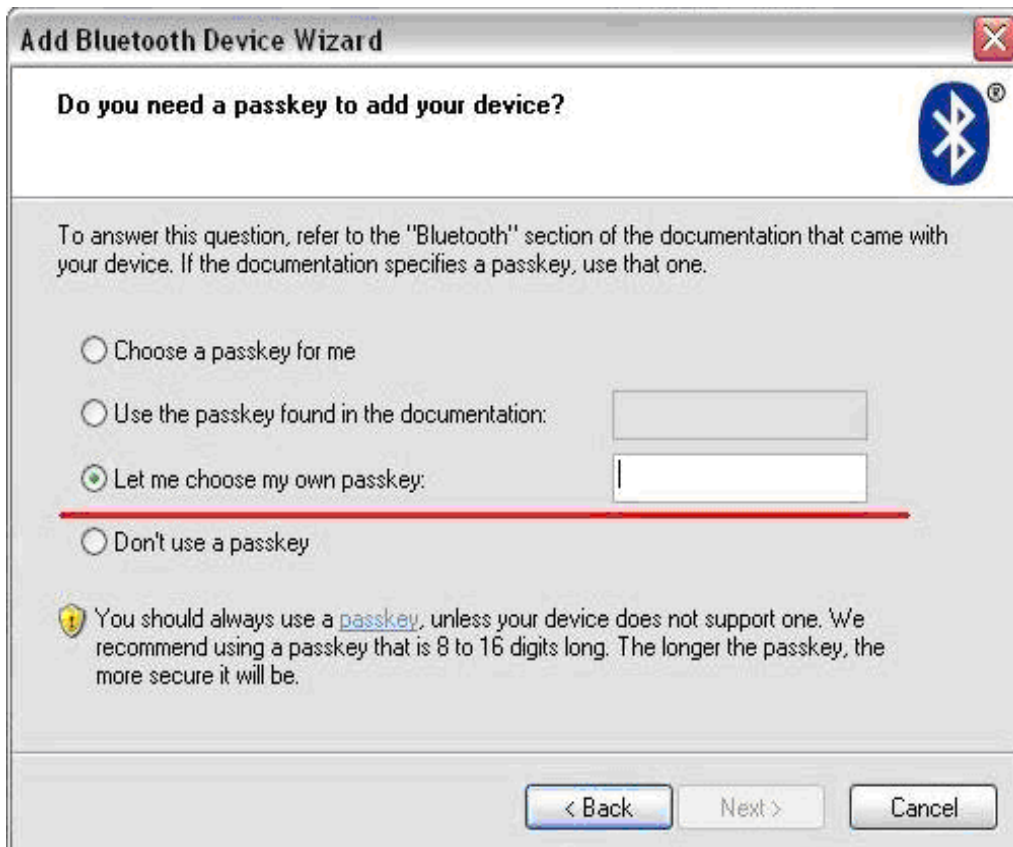 Add Bluetooth Device Wizard
Do you need a passkey to add your device?
®
To answer this question, refer to the "Bluetooth" section of the documentation that came with
your device. If the documentation specifies a passkey, use that one.
Choose a passkey for me
Use the passkey found in the documentation:
Let me choose my own passkey:
Don't use a passkey
You should always use a passkey, unless your device does not support one. We
recommend using a passkey that is 8 to 16 digits long. The longer the passkey, the
more secure it will be.
< Back Next > Cancel